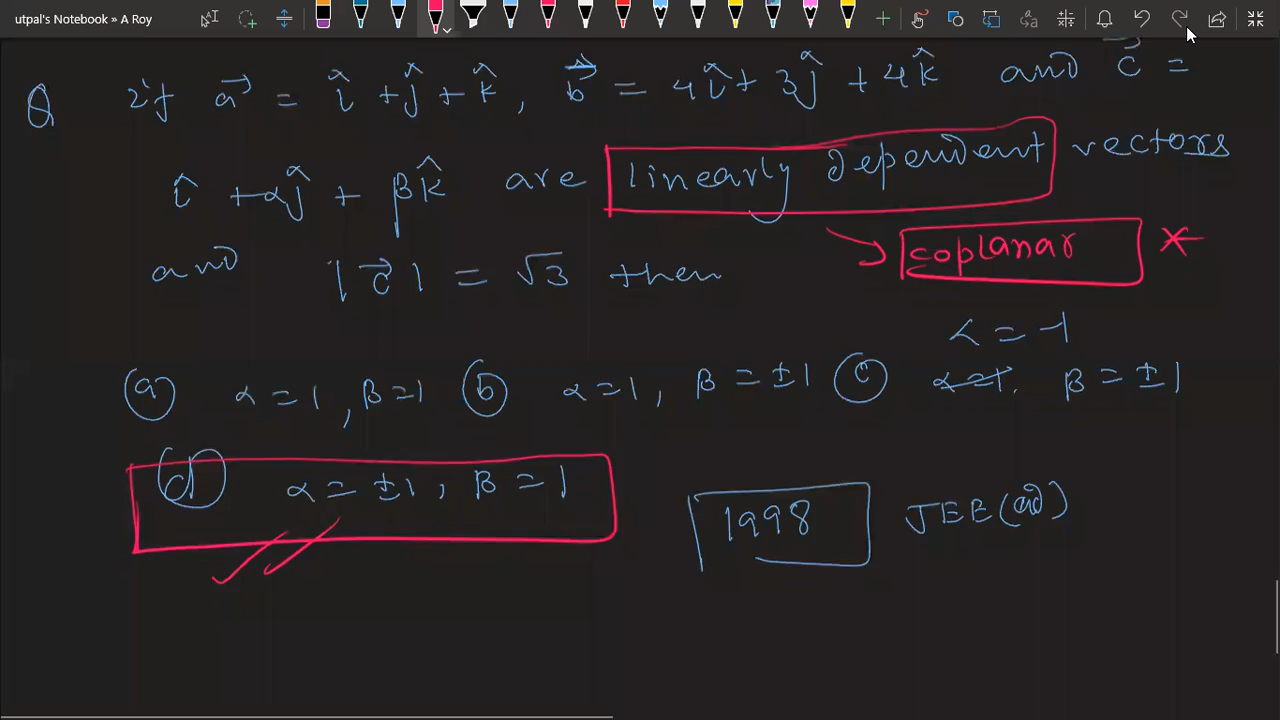 utpal's Notebook » A Roy
Q If a⃗ = î + ĵ + k̂, b⃗ = 4î + 3ĵ + 4k̂ and c⃗ =
î + αĵ + βk̂ are linearly dependent vectors
coplanar *
and |c⃗| = √3 then
α = -1
(a) α = 1, β = 1 (b) α = 1, β = ±1 (c) α = 1. β = ±1
(d) α = ±1, β = 1
1998 JEE(ad)